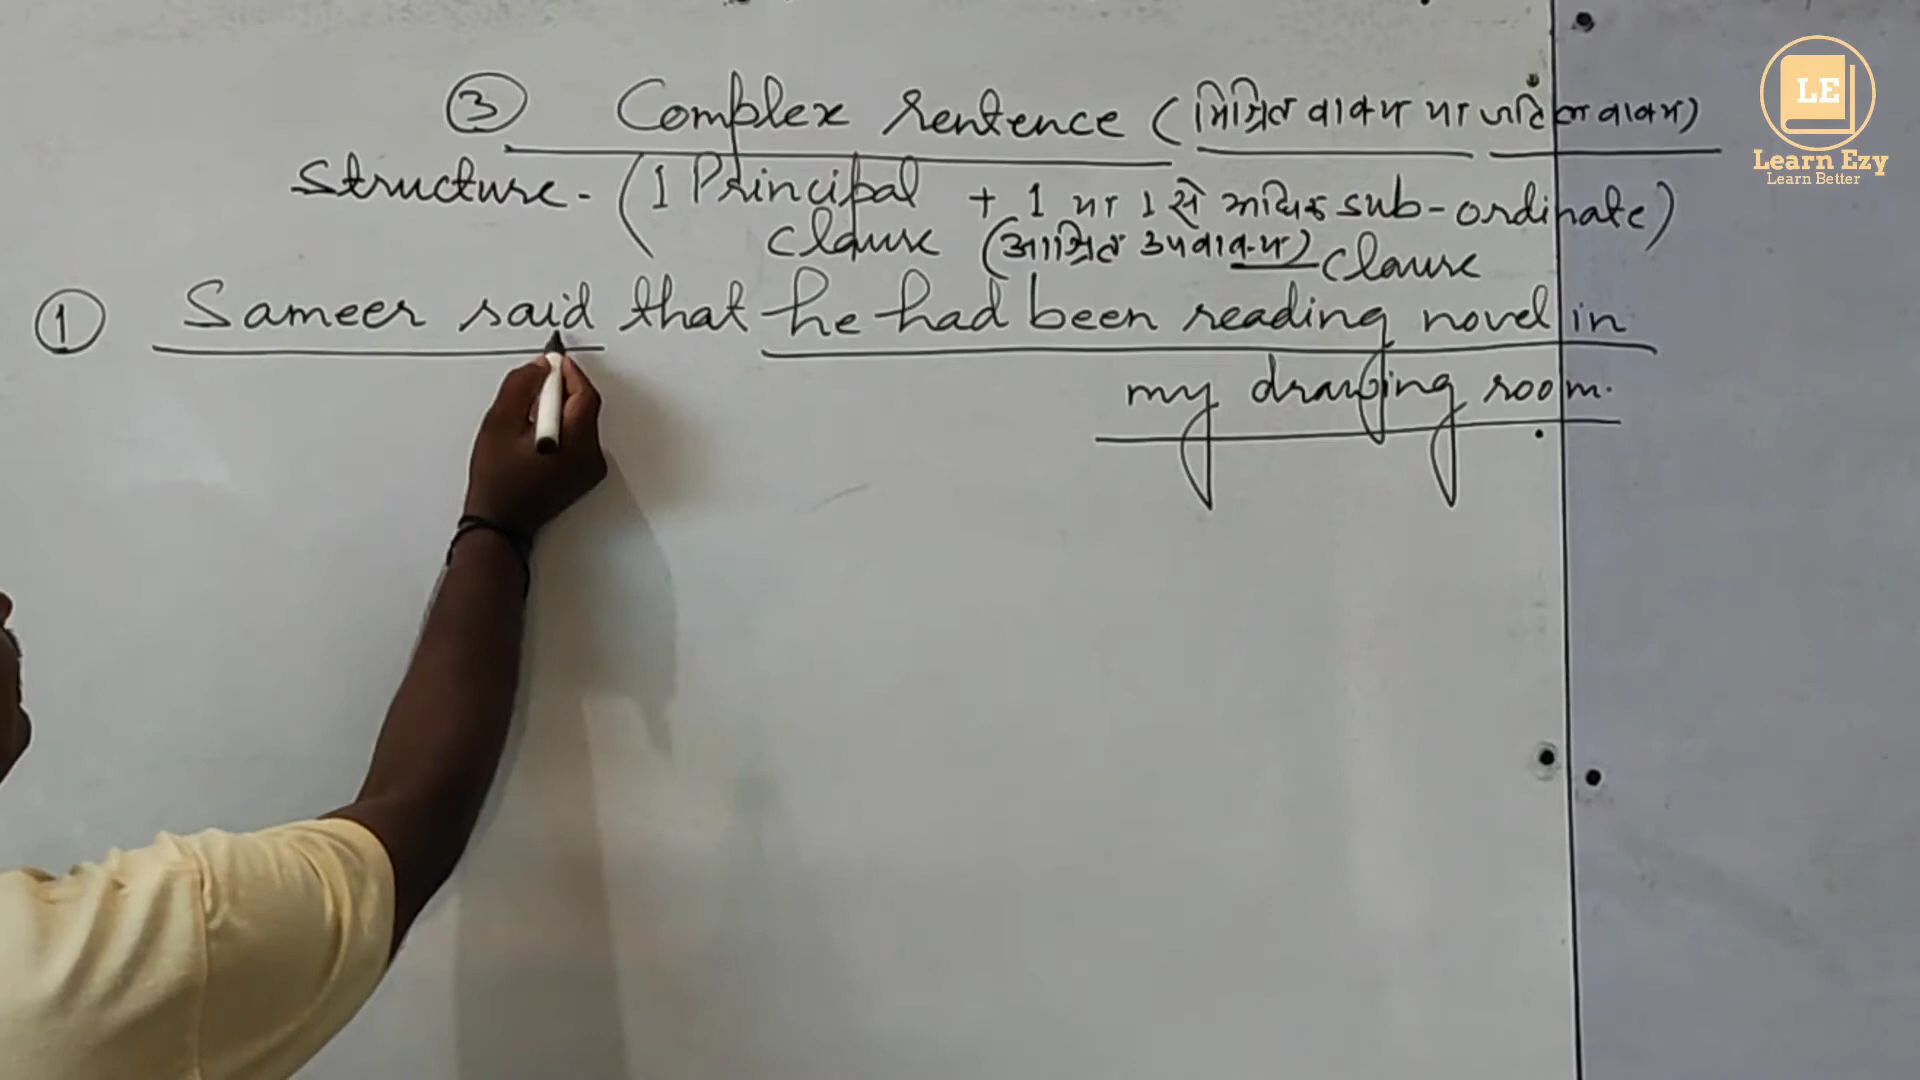 ③ Complex sentence (मिश्रित वाक्य या जटिल वाक्य)
Structure - (1 Principal clause + 1 या 1 से अधिक sub-ordinate clause)
(आश्रित उपवाक्य)
① Sameer said that he had been reading novel in
my drawing room.
LE
Learn Ezy
Learn Better